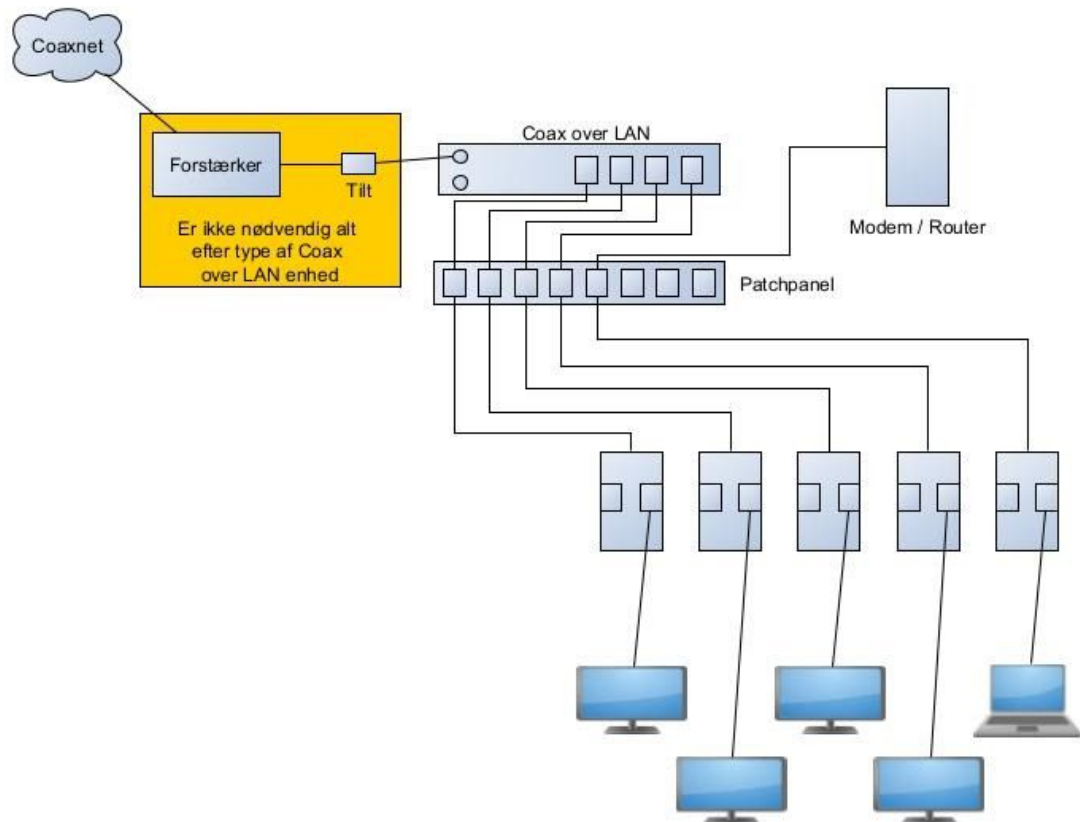 Coaxnet
Coax over LAN
Forstærker
Tilt
Er ikke nødvendig alt
efter type af Coax
over LAN enhed
Modem / Router
Patchpanel